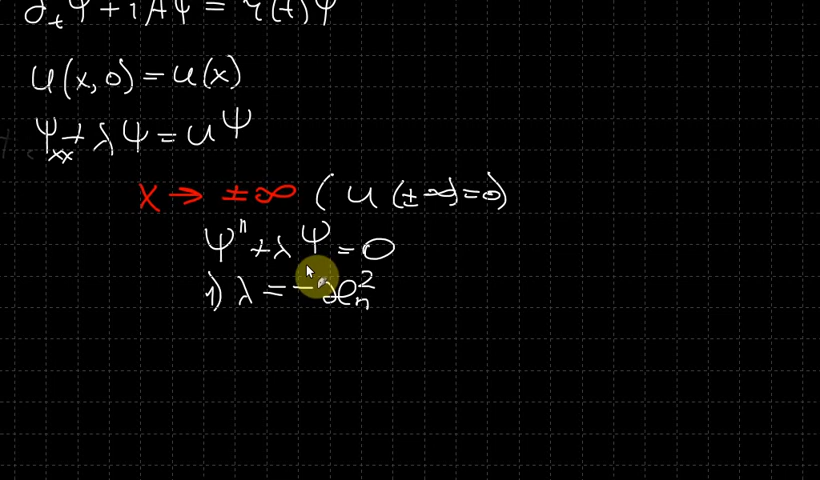 ∂ₜΨ + iAΨ = η(t)Ψ
u(x, 0) = u(x)
Ψₓₓ + λΨ = uΨ
x → ±∞ (u(±∞) = 0)
Ψ'' + λΨ = 0
1) λ = -æₙ²